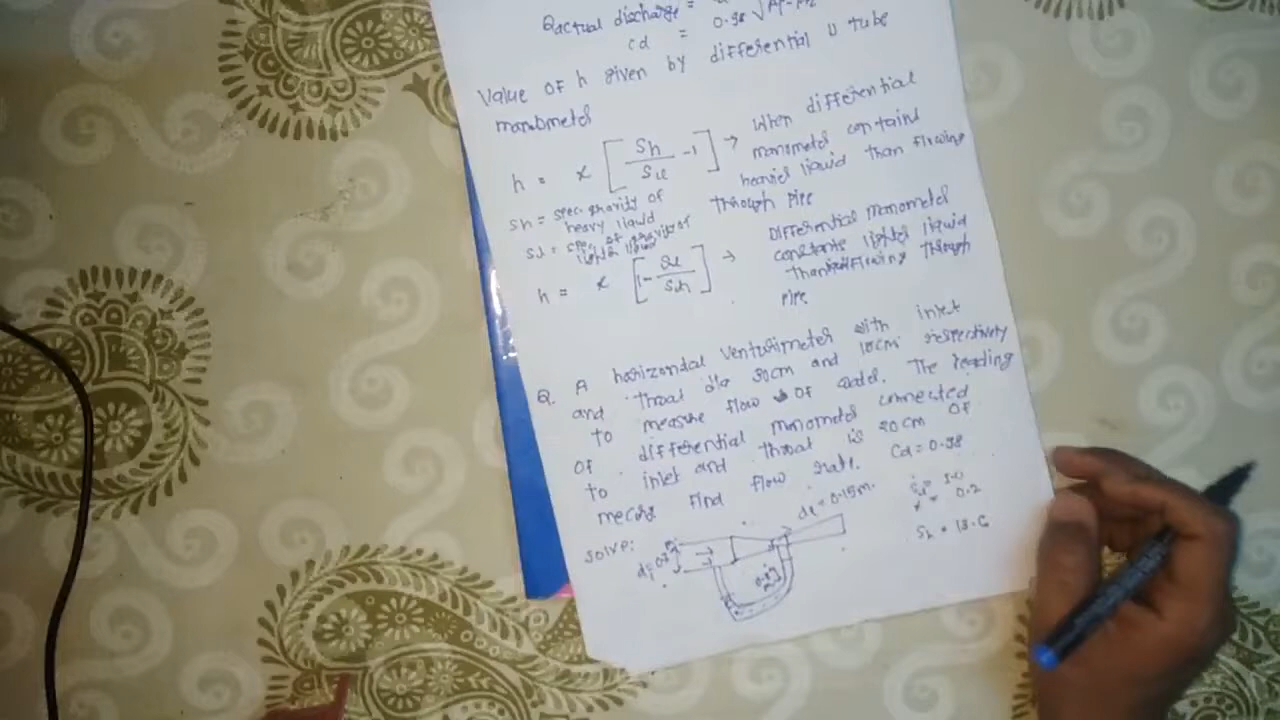 Qactual discharge =
cd = 0.98 √
Value of h given by differential U tube
manometer
h = x [Sh/Sl - 1] → When differential
manometer contains
heavier liquid than flowing
through pipe
Sh = spec. gravity of
heavy liquid
Sl = spec. of gravity of
lighter liquid
h = x [1 - Sl/Sh] → Differential manometer
lighter liquid
flowing through
pipe
Q. A horizontal venturimeter with inlet
and throat dia 30cm and 15cm respectively
to measure flow of water. The reading
of differential manometer connected
to inlet and throat is 20cm of
mercury find flow rate. Cd = 0.98
Solve:
d2 = 0.15m.
x = 0.2
Sh = 13.6